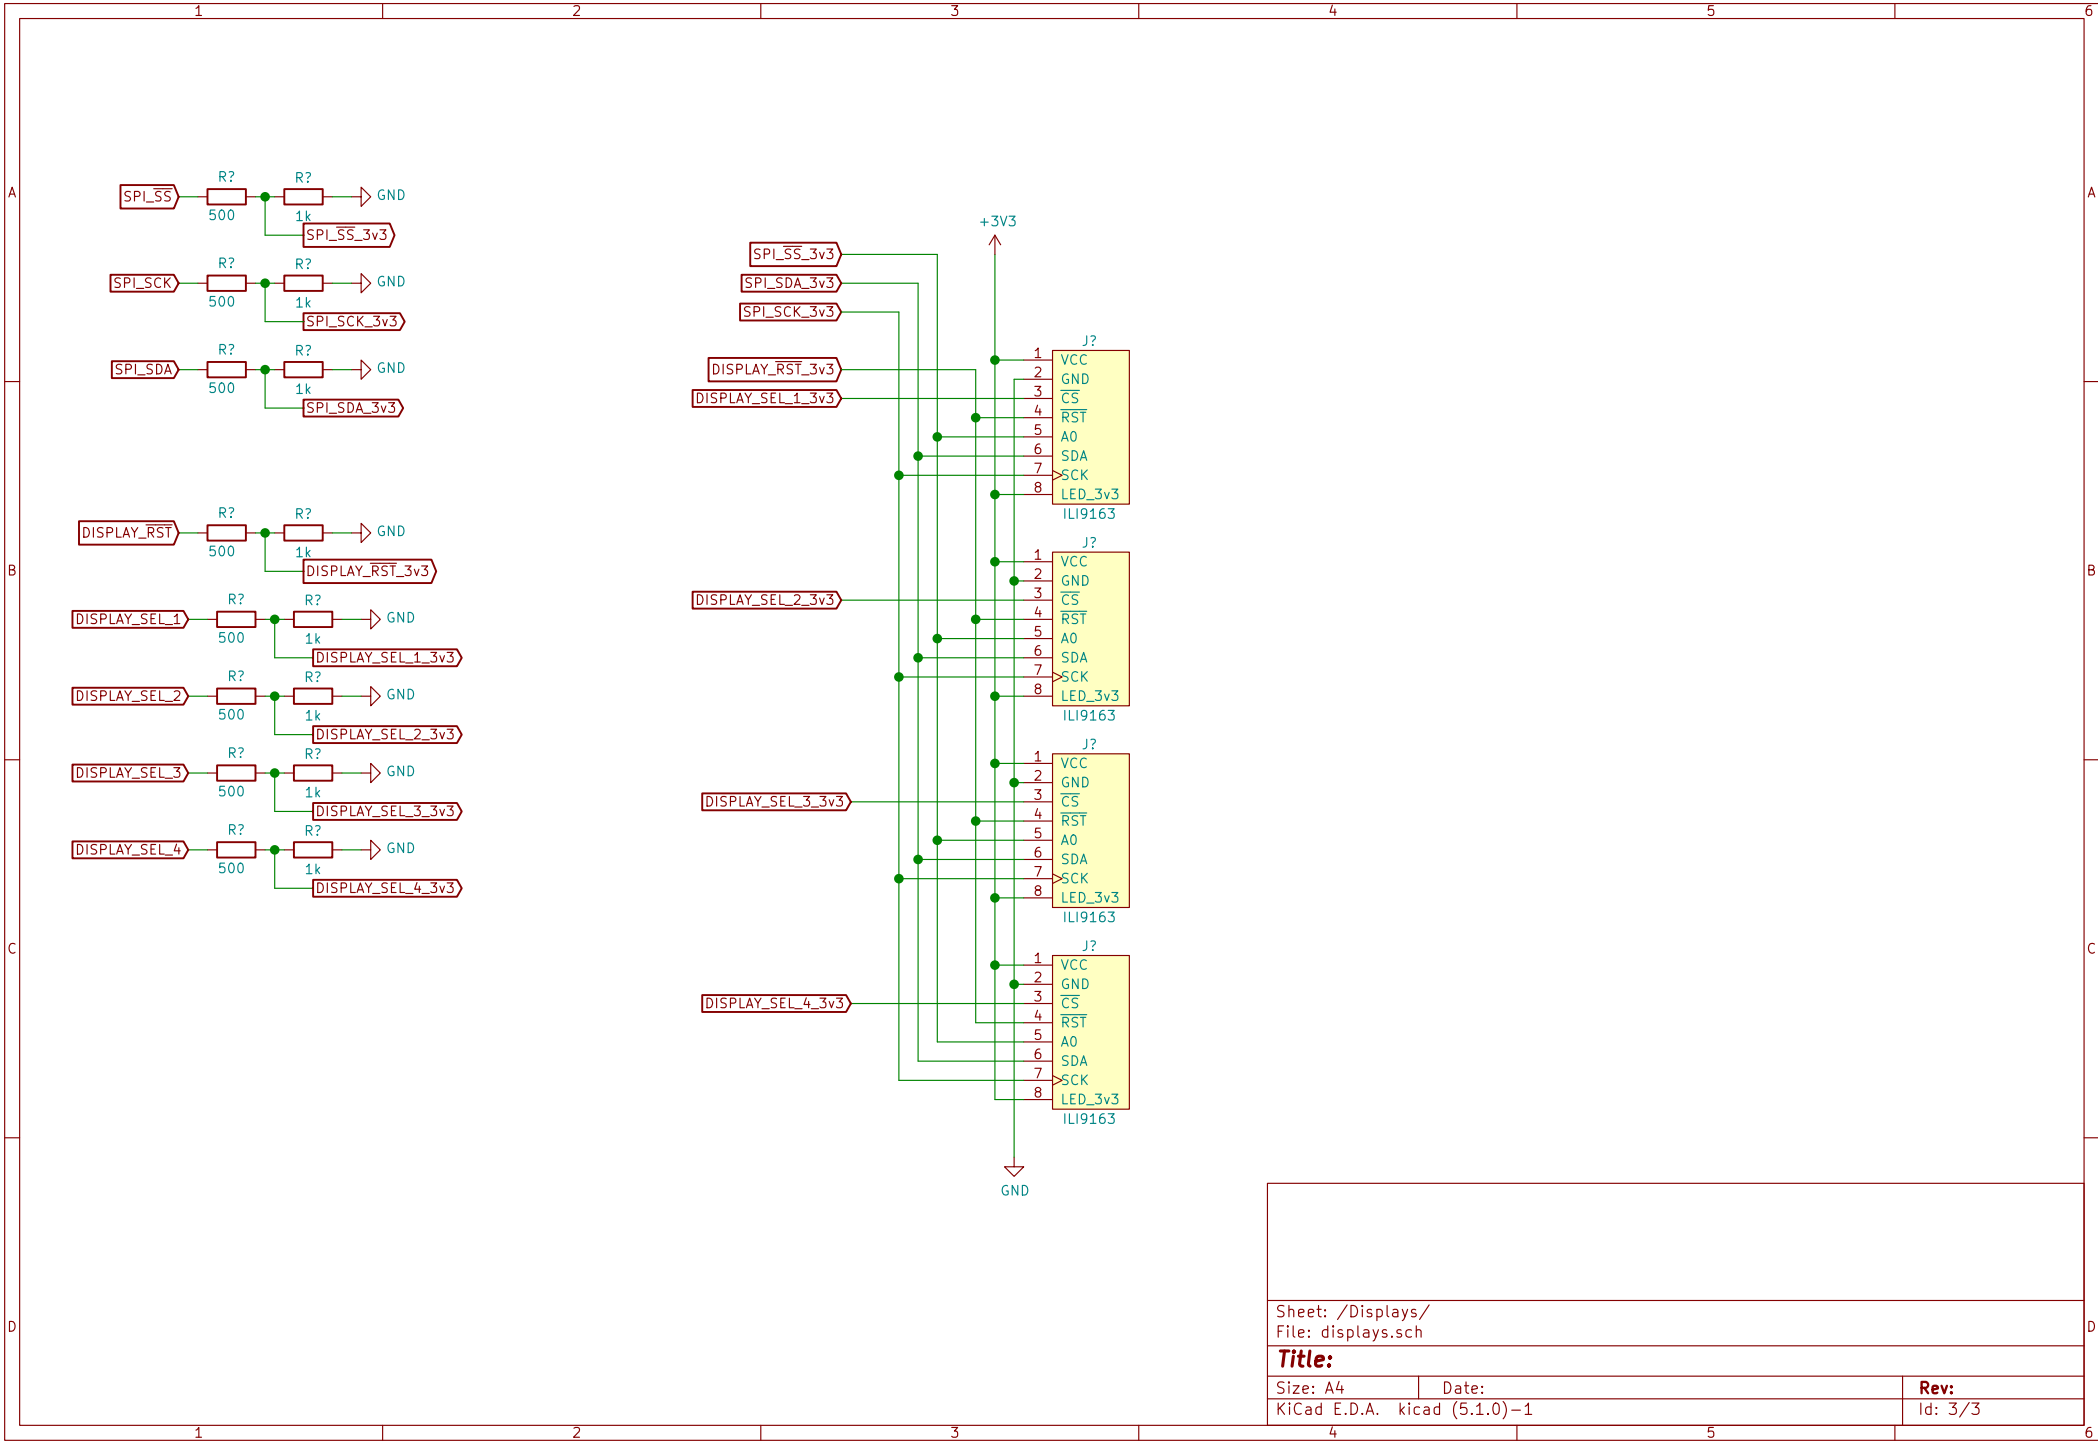 1 2 3 4 5 6
A A
B B
C C
D D
R? R?
SPI_SS GND
500 1k
SPI_SS_3v3
R? R?
SPI_SCK GND
500 1k
SPI_SCK_3v3
R? R?
SPI_SDA GND
500 1k
SPI_SDA_3v3
R? R?
DISPLAY_RST GND
500 1k
DISPLAY_RST_3v3
R? R?
DISPLAY_SEL_1 GND
500 1k
DISPLAY_SEL_1_3v3
R? R?
DISPLAY_SEL_2 GND
500 1k
DISPLAY_SEL_2_3v3
R? R?
DISPLAY_SEL_3 GND
500 1k
DISPLAY_SEL_3_3v3
R? R?
DISPLAY_SEL_4 GND
500 1k
DISPLAY_SEL_4_3v3
+3V3
SPI_SS_3v3
SPI_SDA_3v3
SPI_SCK_3v3
DISPLAY_RST_3v3
DISPLAY_SEL_1_3v3
J?
1 VCC
2 GND
3 CS
4 RST
5 A0
6 SDA
7 SCK
8 LED_3v3
ILI9163
DISPLAY_SEL_2_3v3
J?
1 VCC
2 GND
3 CS
4 RST
5 A0
6 SDA
7 SCK
8 LED_3v3
ILI9163
DISPLAY_SEL_3_3v3
J?
1 VCC
2 GND
3 CS
4 RST
5 A0
6 SDA
7 SCK
8 LED_3v3
ILI9163
DISPLAY_SEL_4_3v3
J?
1 VCC
2 GND
3 CS
4 RST
5 A0
6 SDA
7 SCK
8 LED_3v3
ILI9163
GND
Sheet: /Displays/
File: displays.sch
Title:
Size: A4 Date: Rev:
KiCad E.D.A. kicad (5.1.0)-1 Id: 3/3
1 2 3 4 5 6